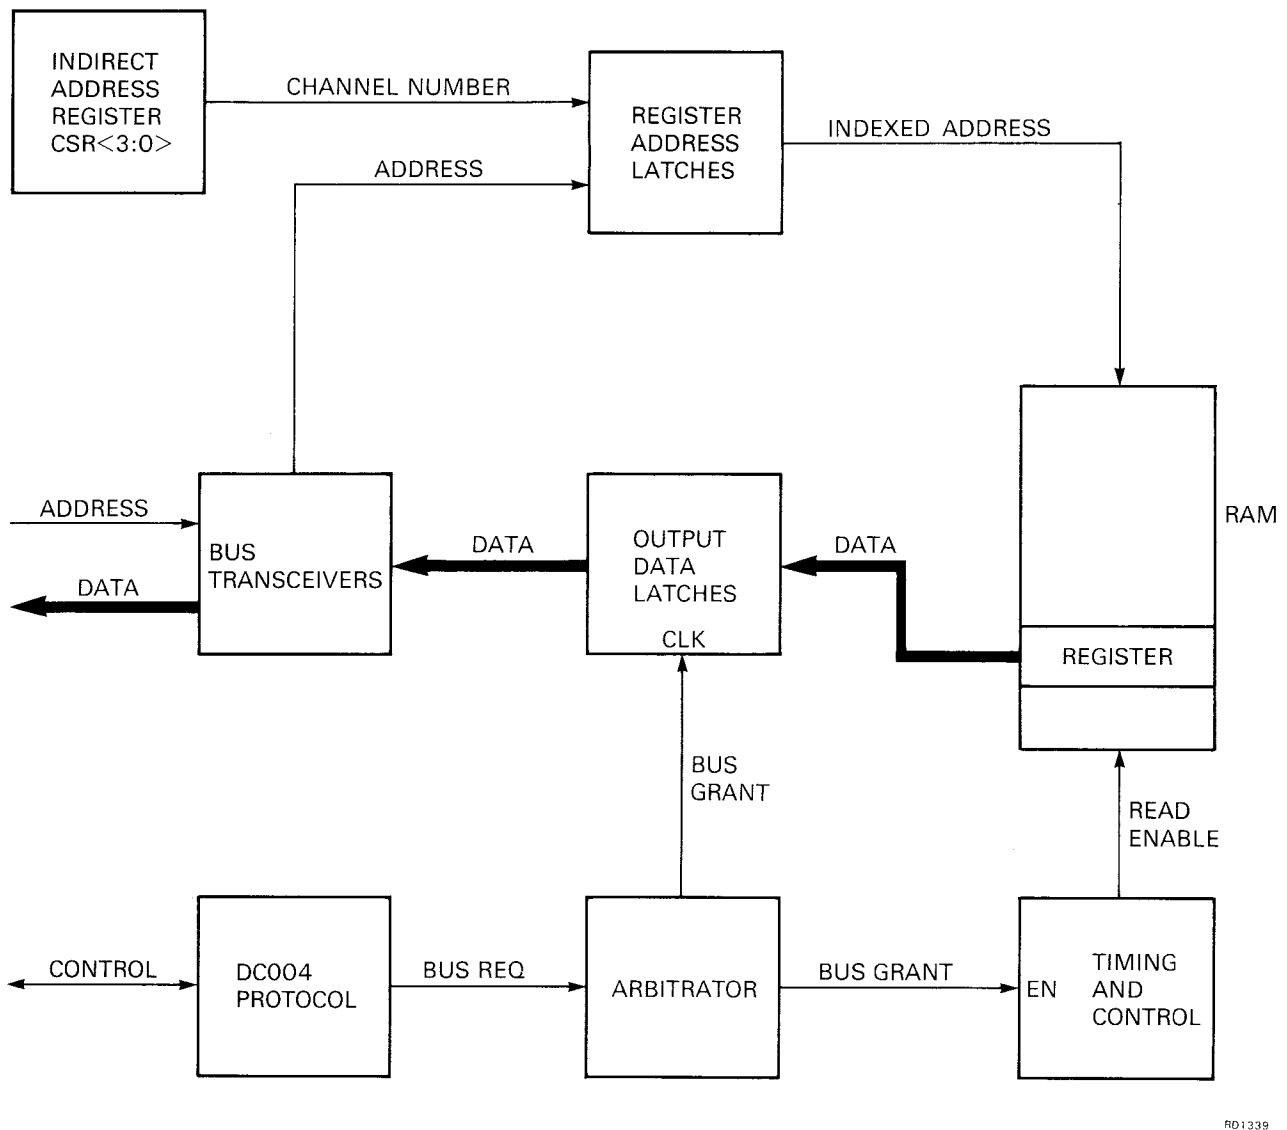 INDIRECT
ADDRESS
REGISTER
CSR<3:0>
CHANNEL NUMBER
ADDRESS
REGISTER
ADDRESS
LATCHES
INDEXED ADDRESS
ADDRESS
DATA
BUS
TRANSCEIVERS
DATA
OUTPUT
DATA
LATCHES
CLK
DATA
RAM
REGISTER
BUS
GRANT
READ
ENABLE
CONTROL
DC004
PROTOCOL
BUS REQ
ARBITRATOR
BUS GRANT
EN
TIMING
AND
CONTROL
RD1339